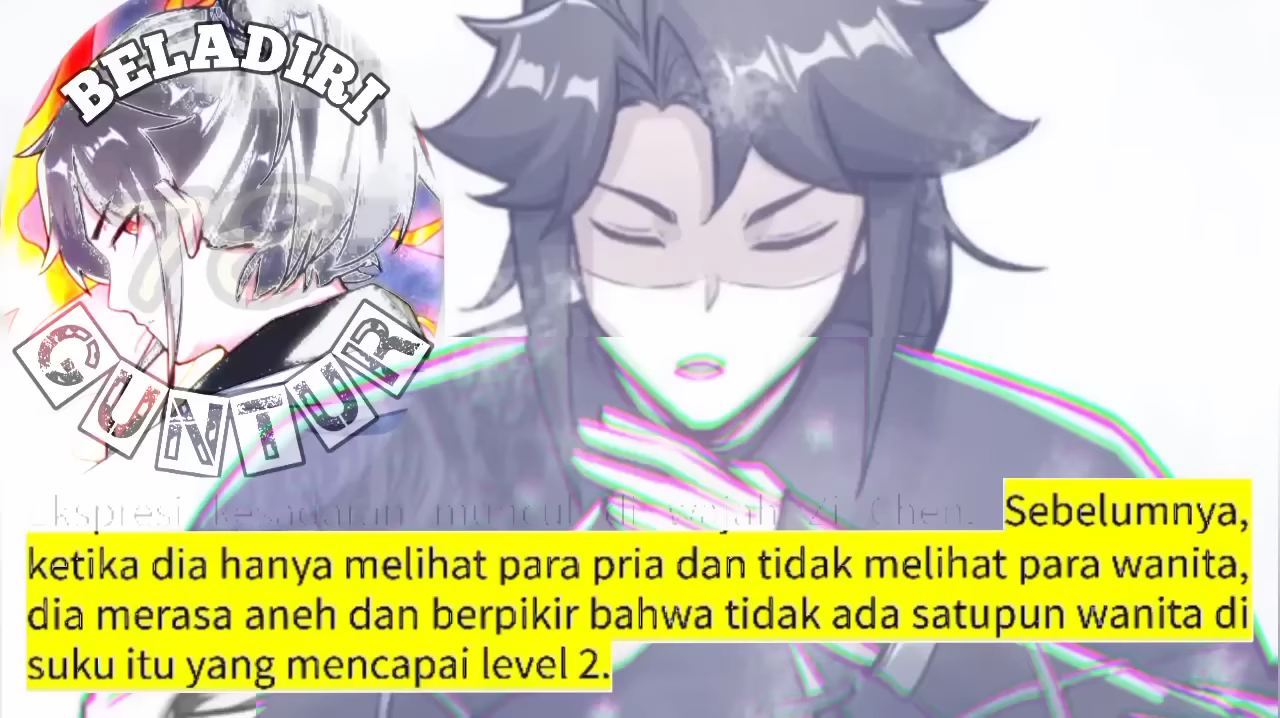 BELADIRI
GUNTUR
Ekspresi kesadaran muncul di wajah Zi Chen. Sebelumnya,
ketika dia hanya melihat para pria dan tidak melihat para wanita,
dia merasa aneh dan berpikir bahwa tidak ada satupun wanita di
suku itu yang mencapai level 2.